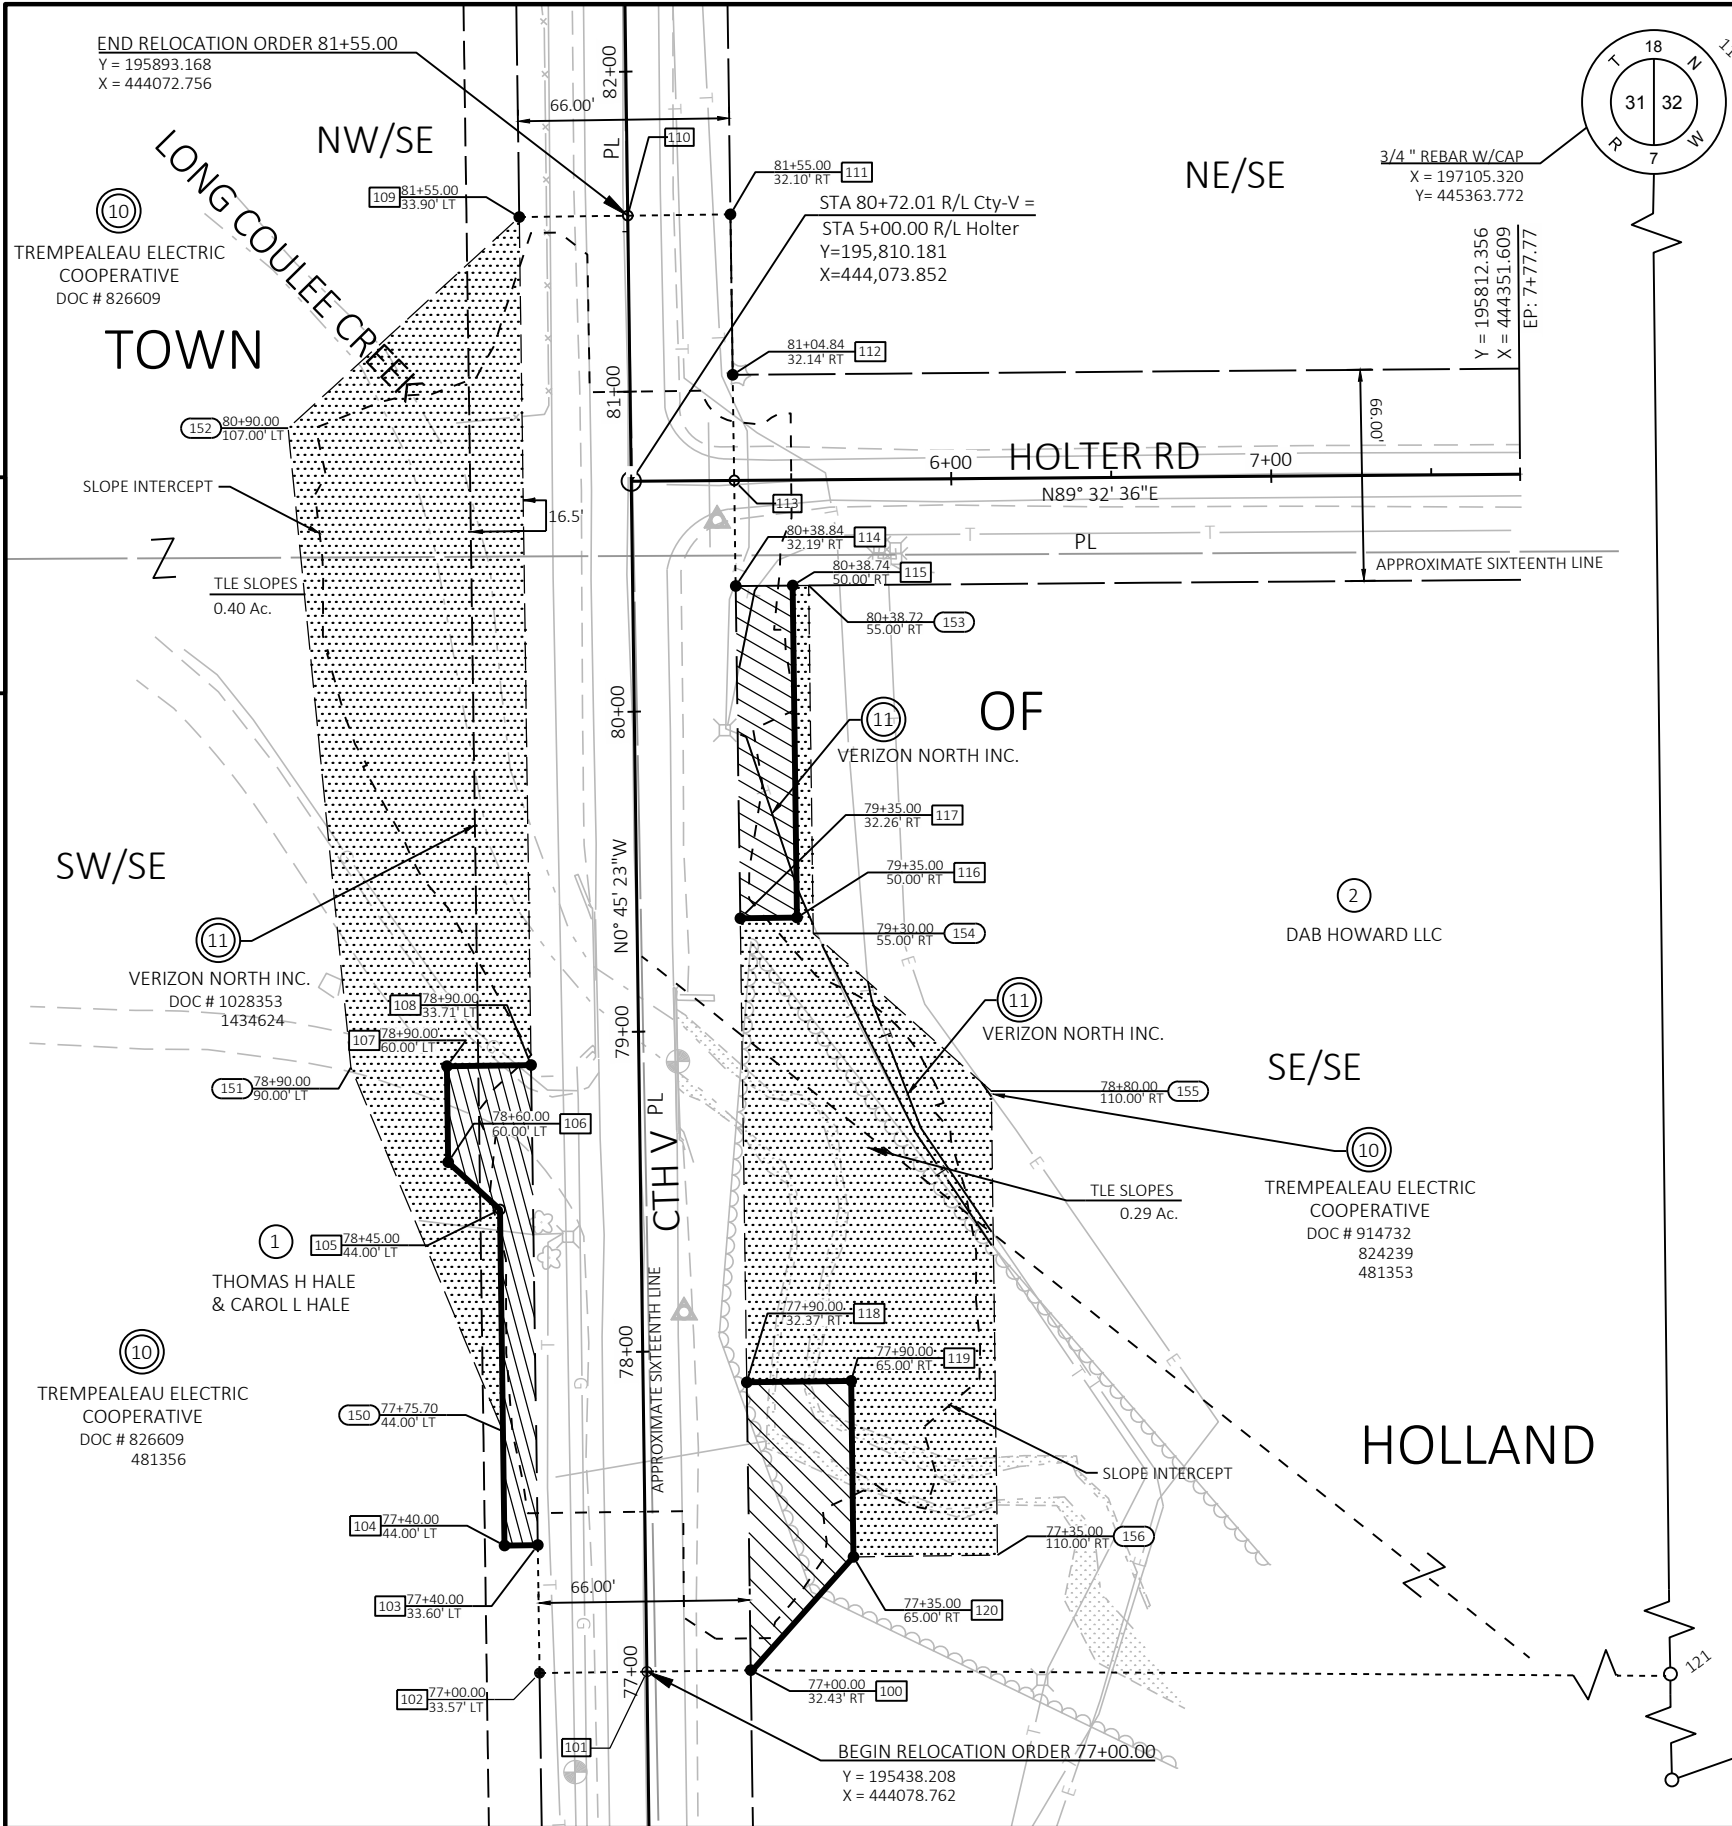 END RELOCATION ORDER 81+55.00
Y = 195893.168
X = 444072.756
NW/SE
LONG COULEE CREEK
66.00'
82+00
PL
110
109
81+55.00
33.90' LT
81+55.00
32.10' RT
111
NE/SE
18
T
N
31
32
R
W
7
3/4 " REBAR W/CAP
X = 197105.320
Y= 445363.772
10
TREMPEALEAU ELECTRIC
COOPERATIVE
DOC # 826609
TOWN
STA 80+72.01 R/L Cty-V =
STA 5+00.00 R/L Holter
Y=195,810.181
X=444,073.852
Y = 195812.356
X = 444351.609
EP: 7+77.77
81+04.84
32.14' RT
112
81+00
152
80+90.00
107.00' LT
SLOPE INTERCEPT
16.5'
6+00
HOLTER RD
7+00
N89° 32' 36"E
66.00'
113
80+38.84
32.19' RT
114
PL
80+38.74
50.00' RT
115
APPROXIMATE SIXTEENTH LINE
TLE SLOPES
0.40 Ac.
80+38.72
55.00' RT
153
80+00
11
VERIZON NORTH INC.
OF
79+35.00
32.26' RT
117
79+35.00
50.00' RT
116
79+30.00
55.00' RT
154
SW/SE
N0° 45' 23"W
2
DAB HOWARD LLC
11
VERIZON NORTH INC.
DOC # 1028353
1434624
108
78+90.00
33.71' LT
107
78+90.00
60.00' LT
151
78+90.00
90.00' LT
79+00
11
VERIZON NORTH INC.
SE/SE
78+80.00
110.00' RT
155
78+60.00
60.00' LT
106
CTH V
PL
10
TREMPEALEAU ELECTRIC
COOPERATIVE
DOC # 914732
824239
481353
TLE SLOPES
0.29 Ac.
1
THOMAS H HALE
& CAROL L HALE
105
78+45.00
44.00' LT
77+90.00
32.37' RT
118
77+90.00
65.00' RT
119
78+00
APPROXIMATE SIXTEENTH LINE
10
TREMPEALEAU ELECTRIC
COOPERATIVE
DOC # 826609
481356
150
77+75.70
44.00' LT
HOLLAND
SLOPE INTERCEPT
104
77+40.00
44.00' LT
77+35.00
110.00' RT
156
103
77+40.00
33.60' LT
66.00'
77+35.00
65.00' RT
120
77+00
102
77+00.00
33.57' LT
77+00.00
32.43' RT
100
121
101
BEGIN RELOCATION ORDER 77+00.00
Y = 195438.208
X = 444078.762